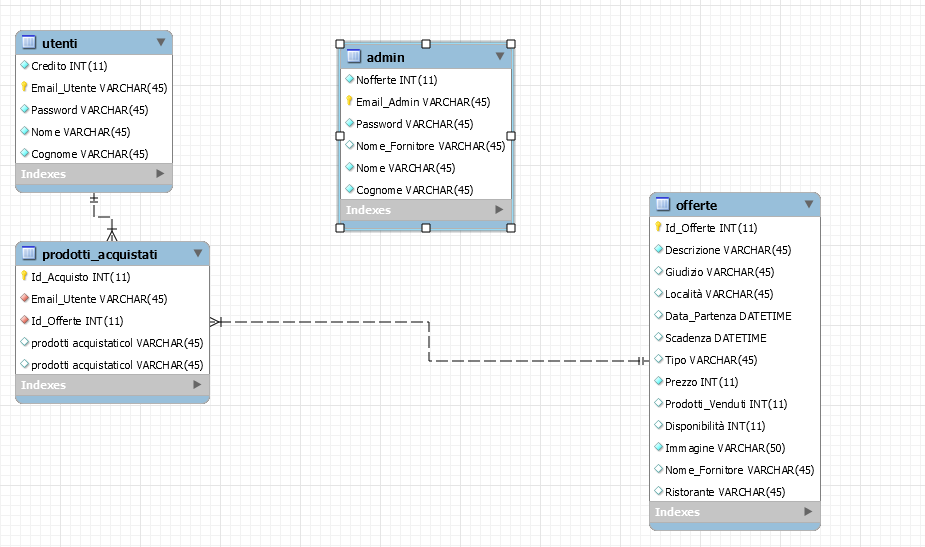 utenti
Credito INT(11)
Email_Utente VARCHAR(45)
Password VARCHAR(45)
Nome VARCHAR(45)
Cognome VARCHAR(45)
Indexes
admin
Nofferte INT(11)
Email_Admin VARCHAR(45)
Password VARCHAR(45)
Nome_Fornitore VARCHAR(45)
Nome VARCHAR(45)
Cognome VARCHAR(45)
Indexes
prodotti_acquistati
Id_Acquisto INT(11)
Email_Utente VARCHAR(45)
Id_Offerte INT(11)
prodotti acquistaticol VARCHAR(45)
prodotti acquistaticol VARCHAR(45)
Indexes
offerte
Id_Offerte INT(11)
Descrizione VARCHAR(45)
Giudizio VARCHAR(45)
Località VARCHAR(45)
Data_Partenza DATETIME
Scadenza DATETIME
Tipo VARCHAR(45)
Prezzo INT(11)
Prodotti_Venduti INT(11)
Disponibilità INT(11)
Immagine VARCHAR(50)
Nome_Fornitore VARCHAR(45)
Ristorante VARCHAR(45)
Indexes